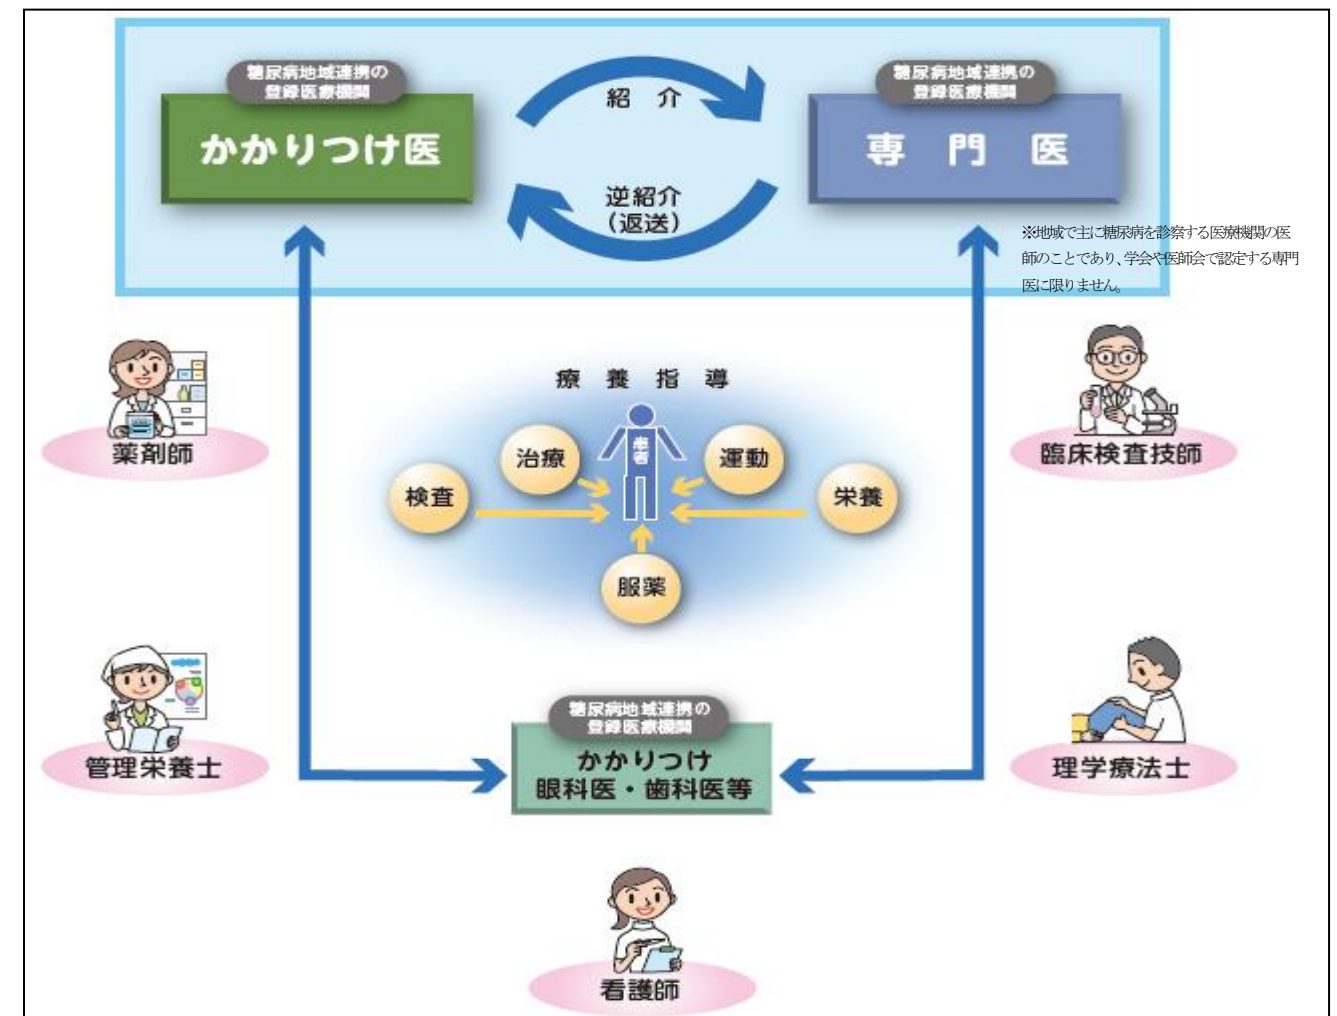 糖尿病地域連携の
登録医療機関
かかりつけ医
紹 介
逆紹介
(返送)
糖尿病地域連携の
登録医療機関
専 門 医
※地域で主に糖尿病を診察する医療機関の医
師のことであり、学会や医師会で認定する専門
医に限りません。
薬剤師
療 養 指 導
患者
治療
運動
検査
栄養
服薬
臨床検査技師
管理栄養士
糖尿病地域連携の
登録医療機関
かかりつけ
眼科医・歯科医等
理学療法士
看護師